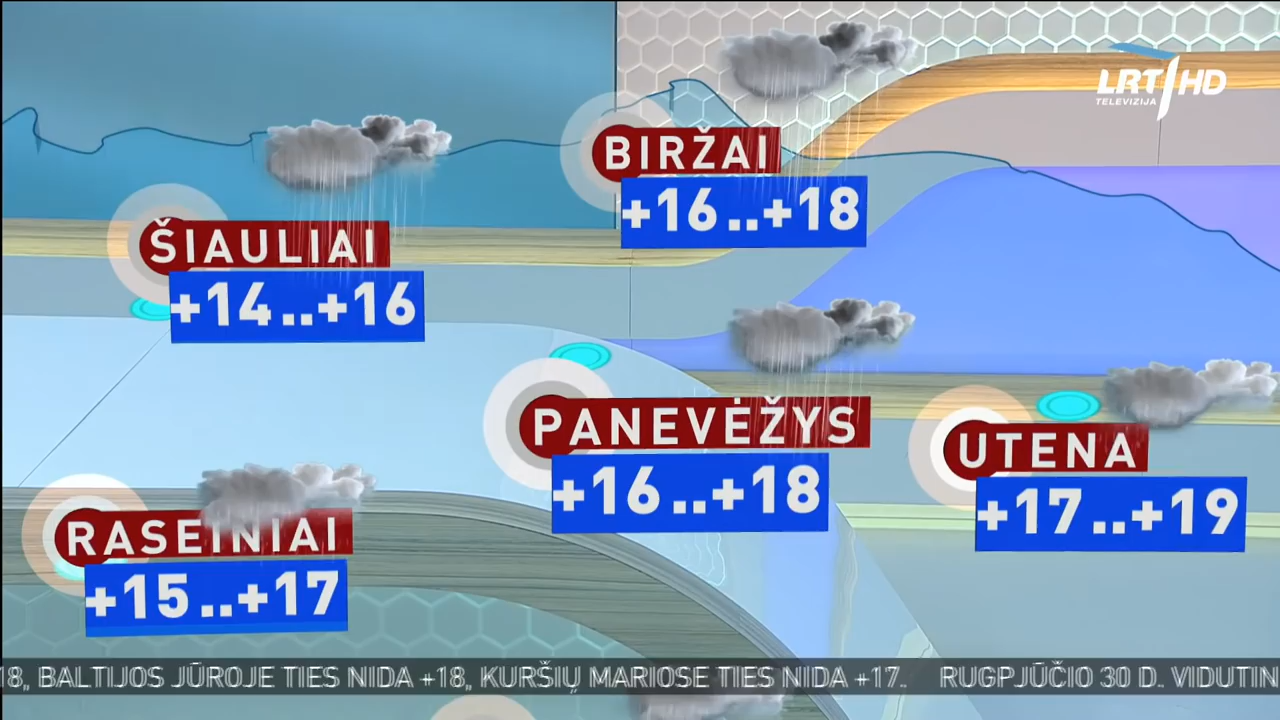 LRT HD
TELEVIZIJA
BIRŽAI
+16..+18
ŠIAULIAI
+14..+16
PANEVĖŽYS
+16..+18
UTENA
+17..+19
RASEINIAI
+15..+17
18, BALTIJOS JŪROJE TIES NIDA +18, KURŠIŲ MARIOSE TIES NIDA +17. RUGPJŪČIO 30 D. VIDUTIN